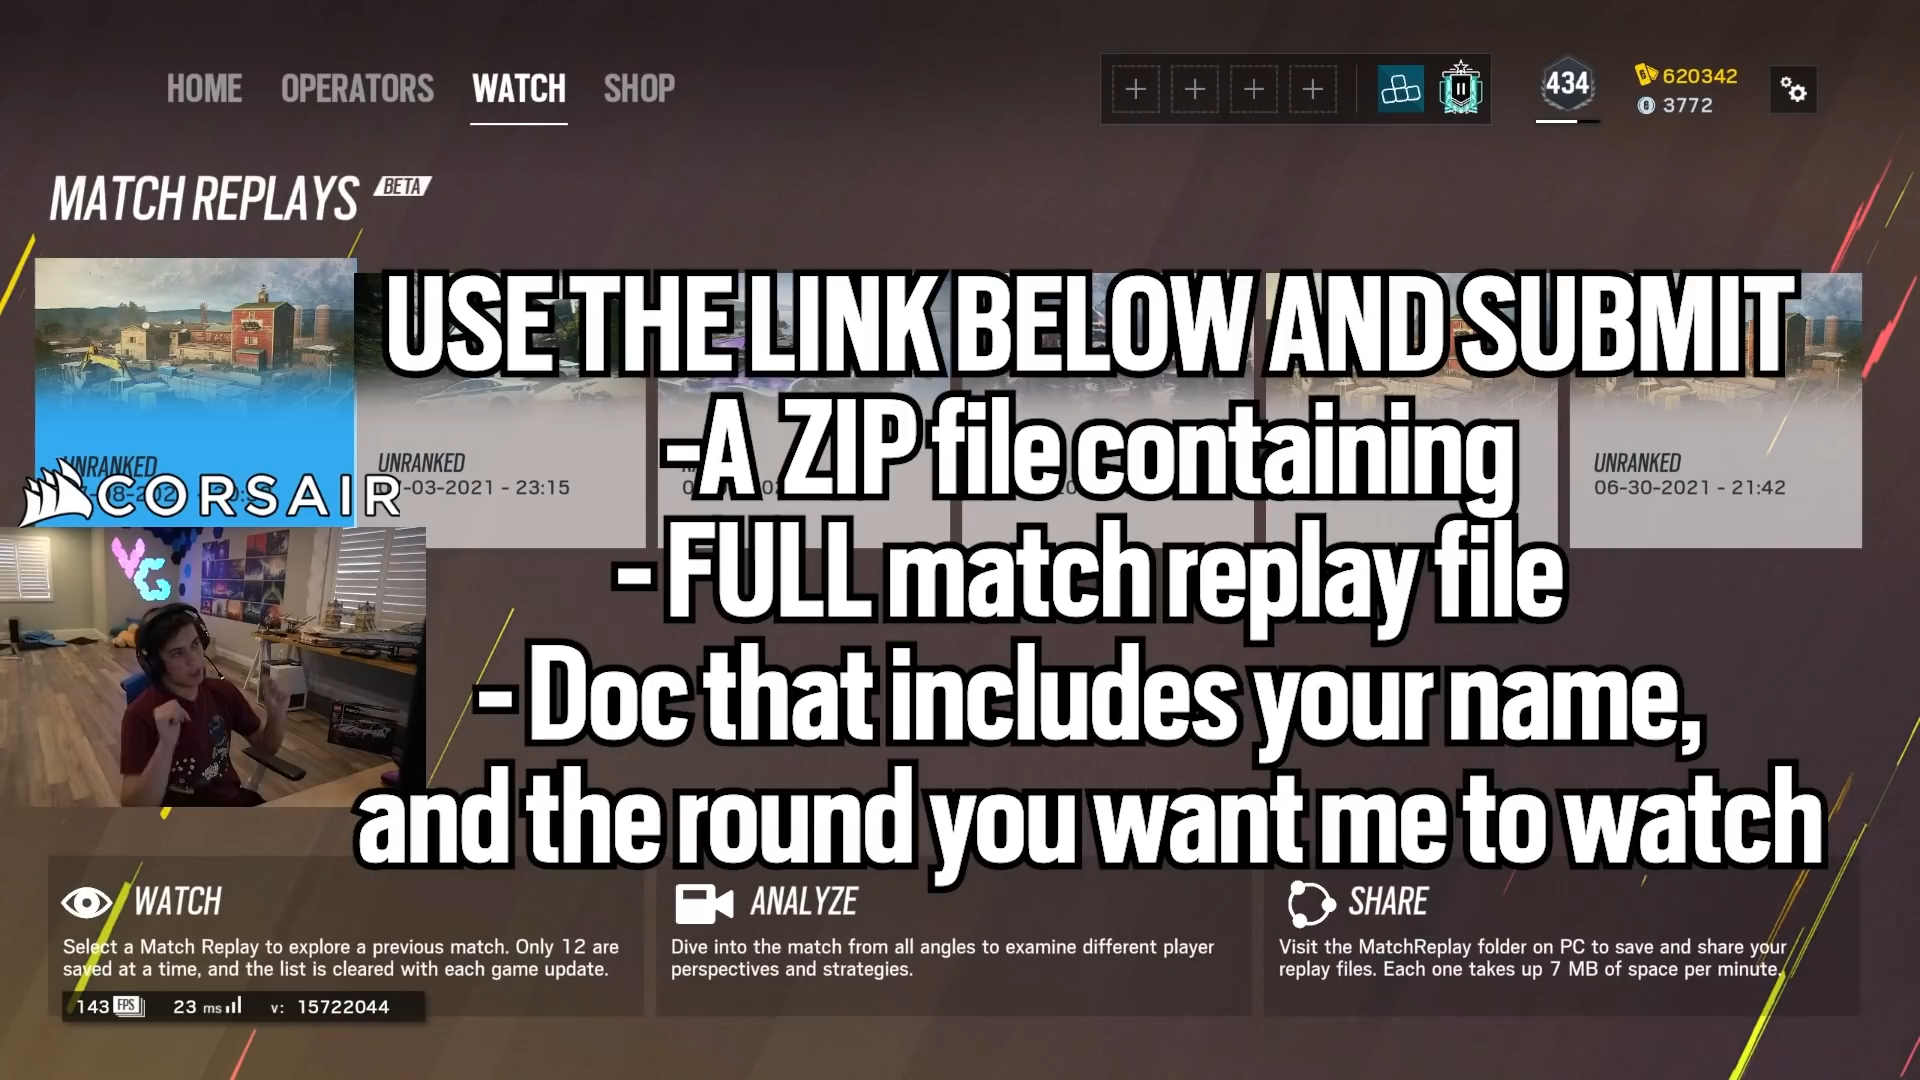 HOME OPERATORS WATCH SHOP
434
620342
3772
MATCH REPLAYS BETA
USE THE LINK BELOW AND SUBMIT
-A ZIP file containing
- FULL match replay file
- Doc that includes your name,
and the round you want me to watch
UNRANKED
UNRANKED
-03-2021 - 23:15
UNRANKED
06-30-2021 - 21:42
CORSAIR
VG
WATCH
Select a Match Replay to explore a previous match. Only 12 are
saved at a time, and the list is cleared with each game update.
ANALYZE
Dive into the match from all angles to examine different player
perspectives and strategies.
SHARE
Visit the MatchReplay folder on PC to save and share your
replay files. Each one takes up 7 MB of space per minute.
143 FPS 23 ms v: 15722044